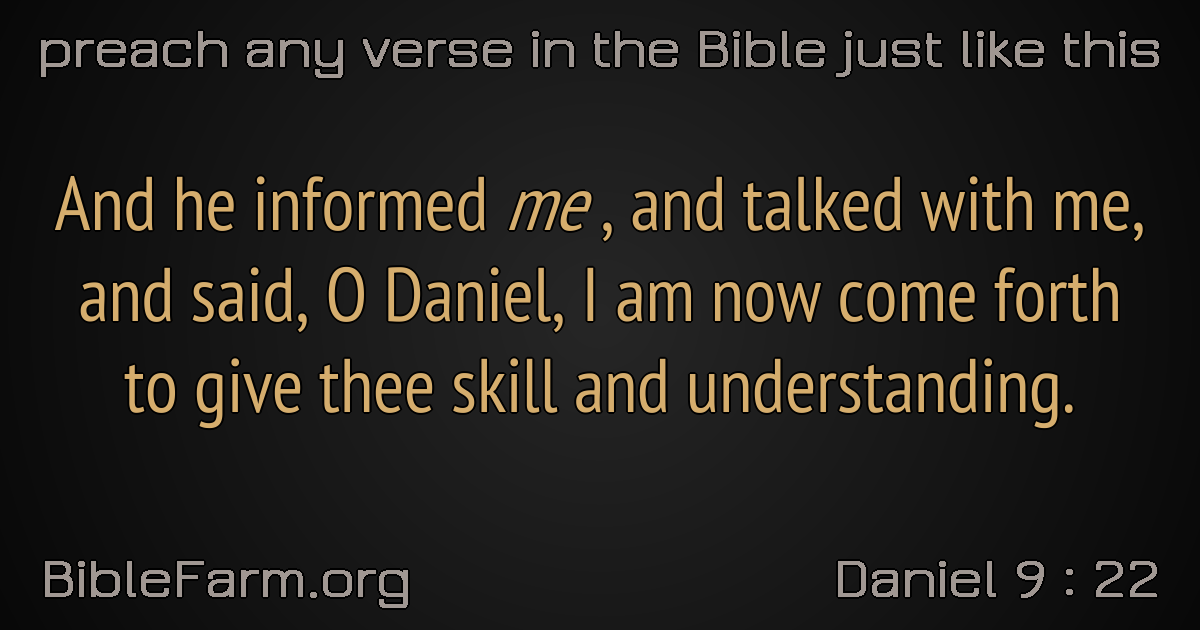 preach any verse in the Bible just like this
And he informed me , and talked with me,
and said, O Daniel, I am now come forth
to give thee skill and understanding.
BibleFarm.org
Daniel 9 : 22